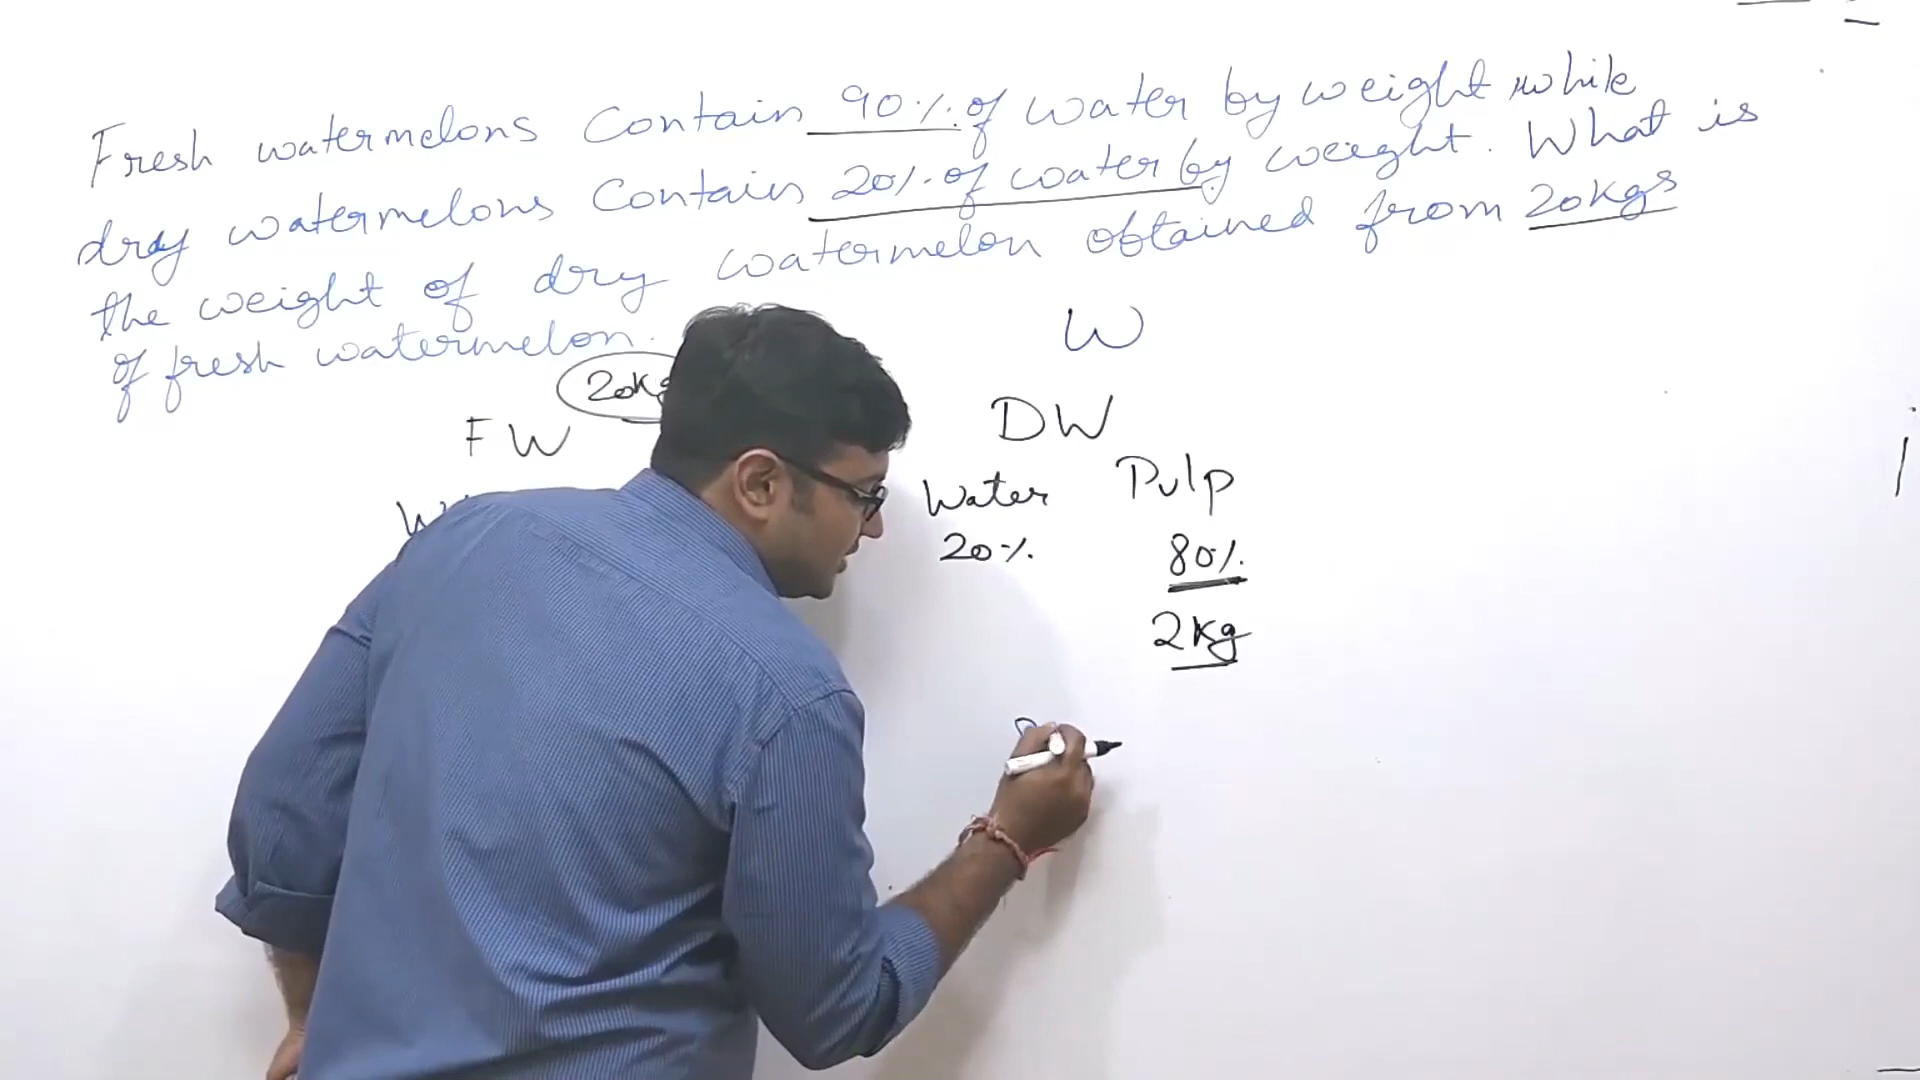 Fresh watermelons contain 90% of water by weight while
dry watermelons contain 20% of water by weight. What is
the weight of dry watermelon obtained from 20kgs
of fresh watermelon.
W
20Kg
FW
DW
Water Pulp
20% 80%
2Kg